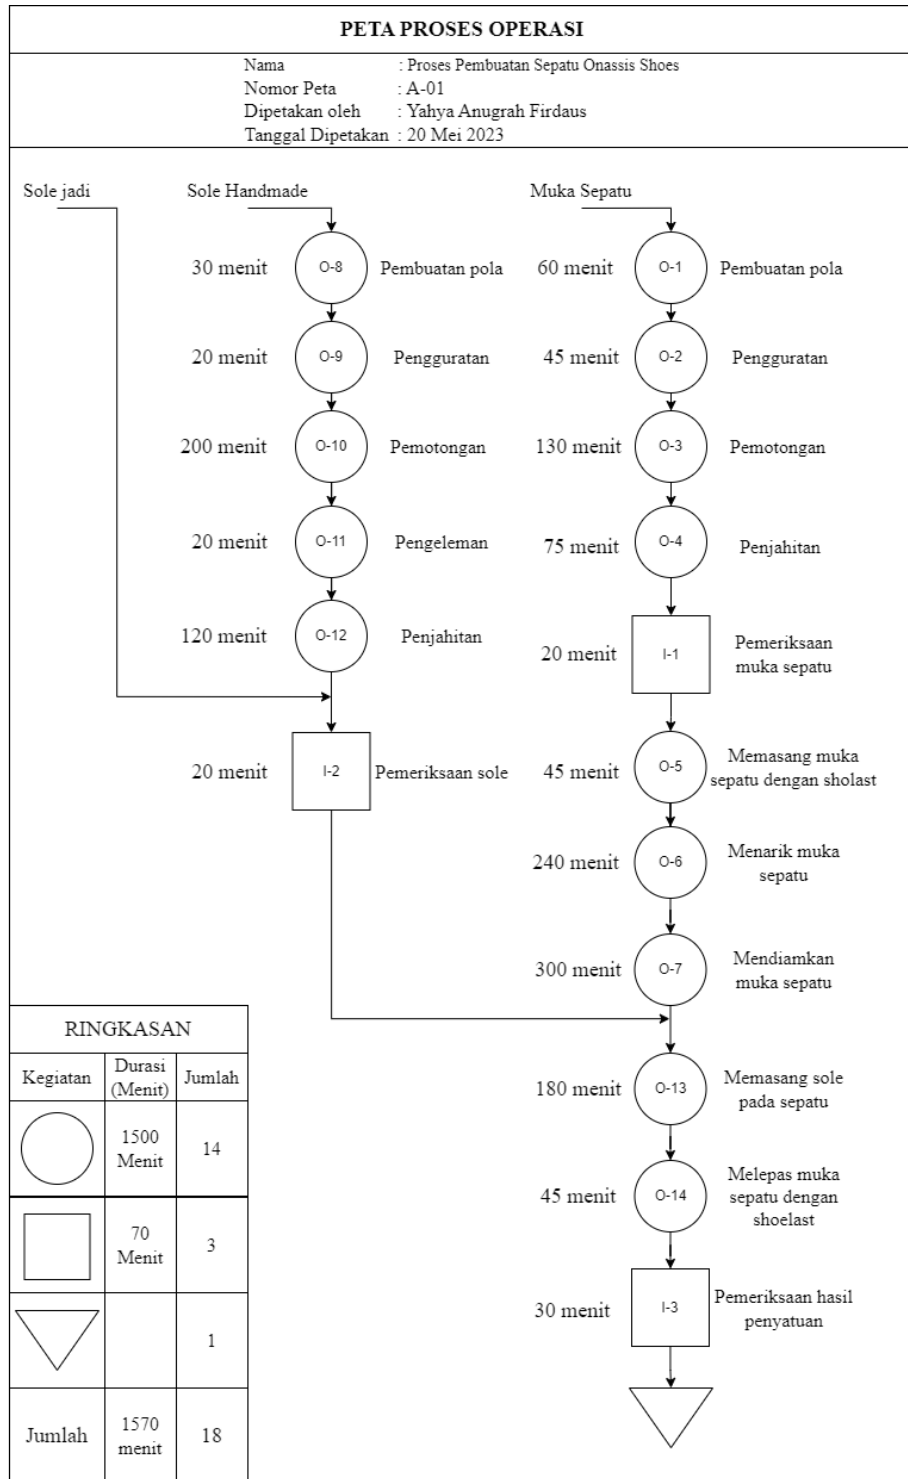 PETA PROSES OPERASI
Nama : Proses Pembuatan Sepatu Onassis Shoes
Nomor Peta : A-01
Dipetakan oleh : Yahya Anugrah Firdaus
Tanggal Dipetakan : 20 Mei 2023
Sole jadi
Sole Handmade
30 menit
O-8
Pembuatan pola
20 menit
O-9
Pengguratan
200 menit
O-10
Pemotongan
20 menit
O-11
Pengeleman
120 menit
O-12
Penjahitan
20 menit
I-2
Pemeriksaan sole
Muka Sepatu
60 menit
O-1
Pembuatan pola
45 menit
O-2
Pengguratan
130 menit
O-3
Pemotongan
75 menit
O-4
Penjahitan
20 menit
I-1
Pemeriksaan
muka sepatu
45 menit
O-5
Memasang muka
sepatu dengan sholast
240 menit
O-6
Menarik muka
sepatu
300 menit
O-7
Mendiamkan
muka sepatu
180 menit
O-13
Memasang sole
pada sepatu
45 menit
O-14
Melepas muka
sepatu dengan
shoelast
30 menit
I-3
Pemeriksaan hasil
penyatuan
RINGKASAN
Kegiatan
Durasi
(Menit)
Jumlah
1500
Menit
14
70
Menit
3
1
Jumlah
1570
menit
18